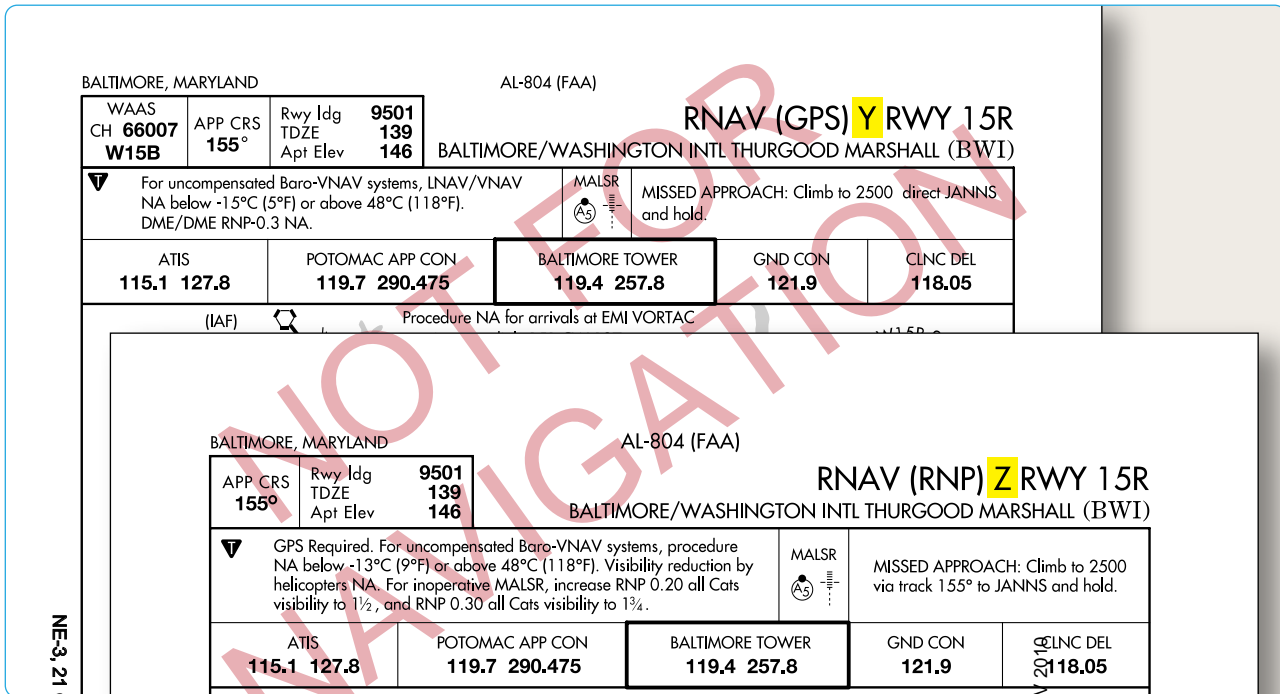 BALTIMORE, MARYLAND
AL-804 (FAA)
WAAS
CH 66007
W15B
APP CRS
155°
Rwy ldg 9501
TDZE 139
Apt Elev 146
RNAV (GPS) Y RWY 15R
BALTIMORE/WASHINGTON INTL THURGOOD MARSHALL (BWI)
T
For uncompensated Baro-VNAV systems, LNAV/VNAV
NA below -15°C (5°F) or above 48°C (118°F).
DME/DME RNP-0.3 NA.
MALSR
A5
MISSED APPROACH: Climb to 2500 direct JANNS
and hold.
ATIS
115.1 127.8
POTOMAC APP CON
119.7 290.475
BALTIMORE TOWER
119.4 257.8
GND CON
121.9
CLNC DEL
118.05
(IAF)
Procedure NA for arrivals at EMI VORTAC
NOT FOR
NAVIGATION
BALTIMORE, MARYLAND
AL-804 (FAA)
APP CRS
155°
Rwy ldg 9501
TDZE 139
Apt Elev 146
RNAV (RNP) Z RWY 15R
BALTIMORE/WASHINGTON INTL THURGOOD MARSHALL (BWI)
T
GPS Required. For uncompensated Baro-VNAV systems, procedure
NA below -13°C (9°F) or above 48°C (118°F). Visibility reduction by
helicopters NA. For inoperative MALSR, increase RNP 0.20 all Cats
visibility to 1½, and RNP 0.30 all Cats visibility to 1¾.
MALSR
A5
MISSED APPROACH: Climb to 2500
via track 155° to JANNS and hold.
ATIS
115.1 127.8
POTOMAC APP CON
119.7 290.475
BALTIMORE TOWER
119.4 257.8
GND CON
121.9
CLNC DEL
118.05
NE-3, 21